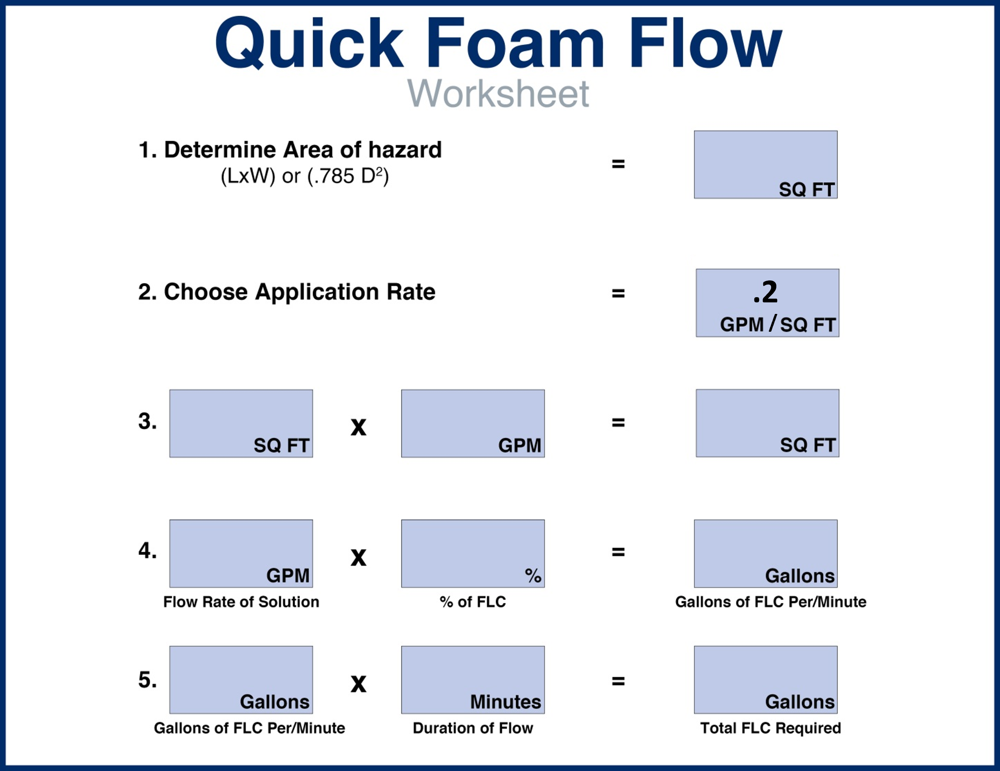 Quick Foam Flow
Worksheet
1. Determine Area of hazard
=
(LxW) or (.785 D²)
SQ FT
2. Choose Application Rate
=
.2
GPM / SQ FT
3.
x
=
SQ FT
GPM
SQ FT
4.
x
=
GPM
%
Gallons
Flow Rate of Solution
% of FLC
Gallons of FLC Per/Minute
5.
x
=
Gallons
Minutes
Gallons
Gallons of FLC Per/Minute
Duration of Flow
Total FLC Required